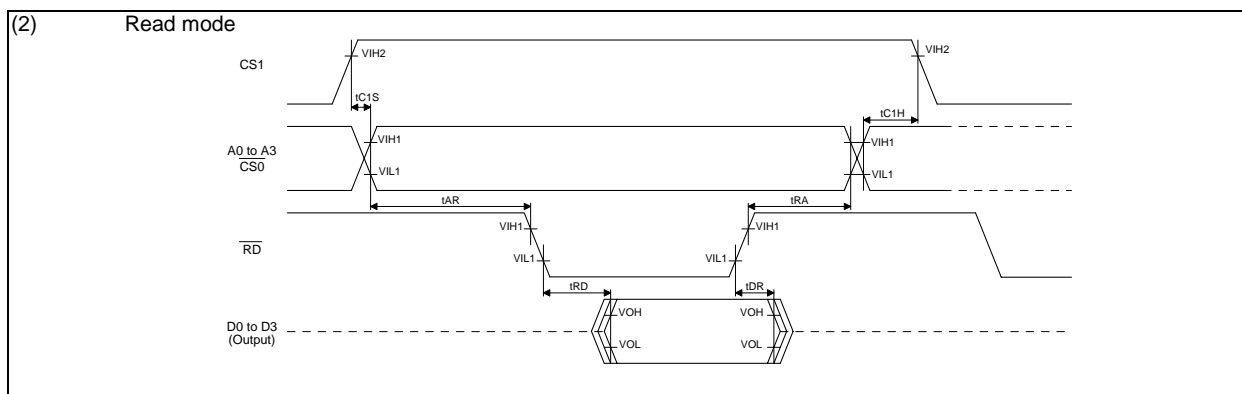 (2) Read mode
CS1
VIH2
VIH2
tC1S
tC1H
A0 to A3
CS0
VIH1
VIL1
VIH1
VIL1
tAR
tRA
RD
VIH1
VIL1
VIL1
VIH1
tRD
tDR
D0 to D3
(Output)
VOH
VOL
VOH
VOL